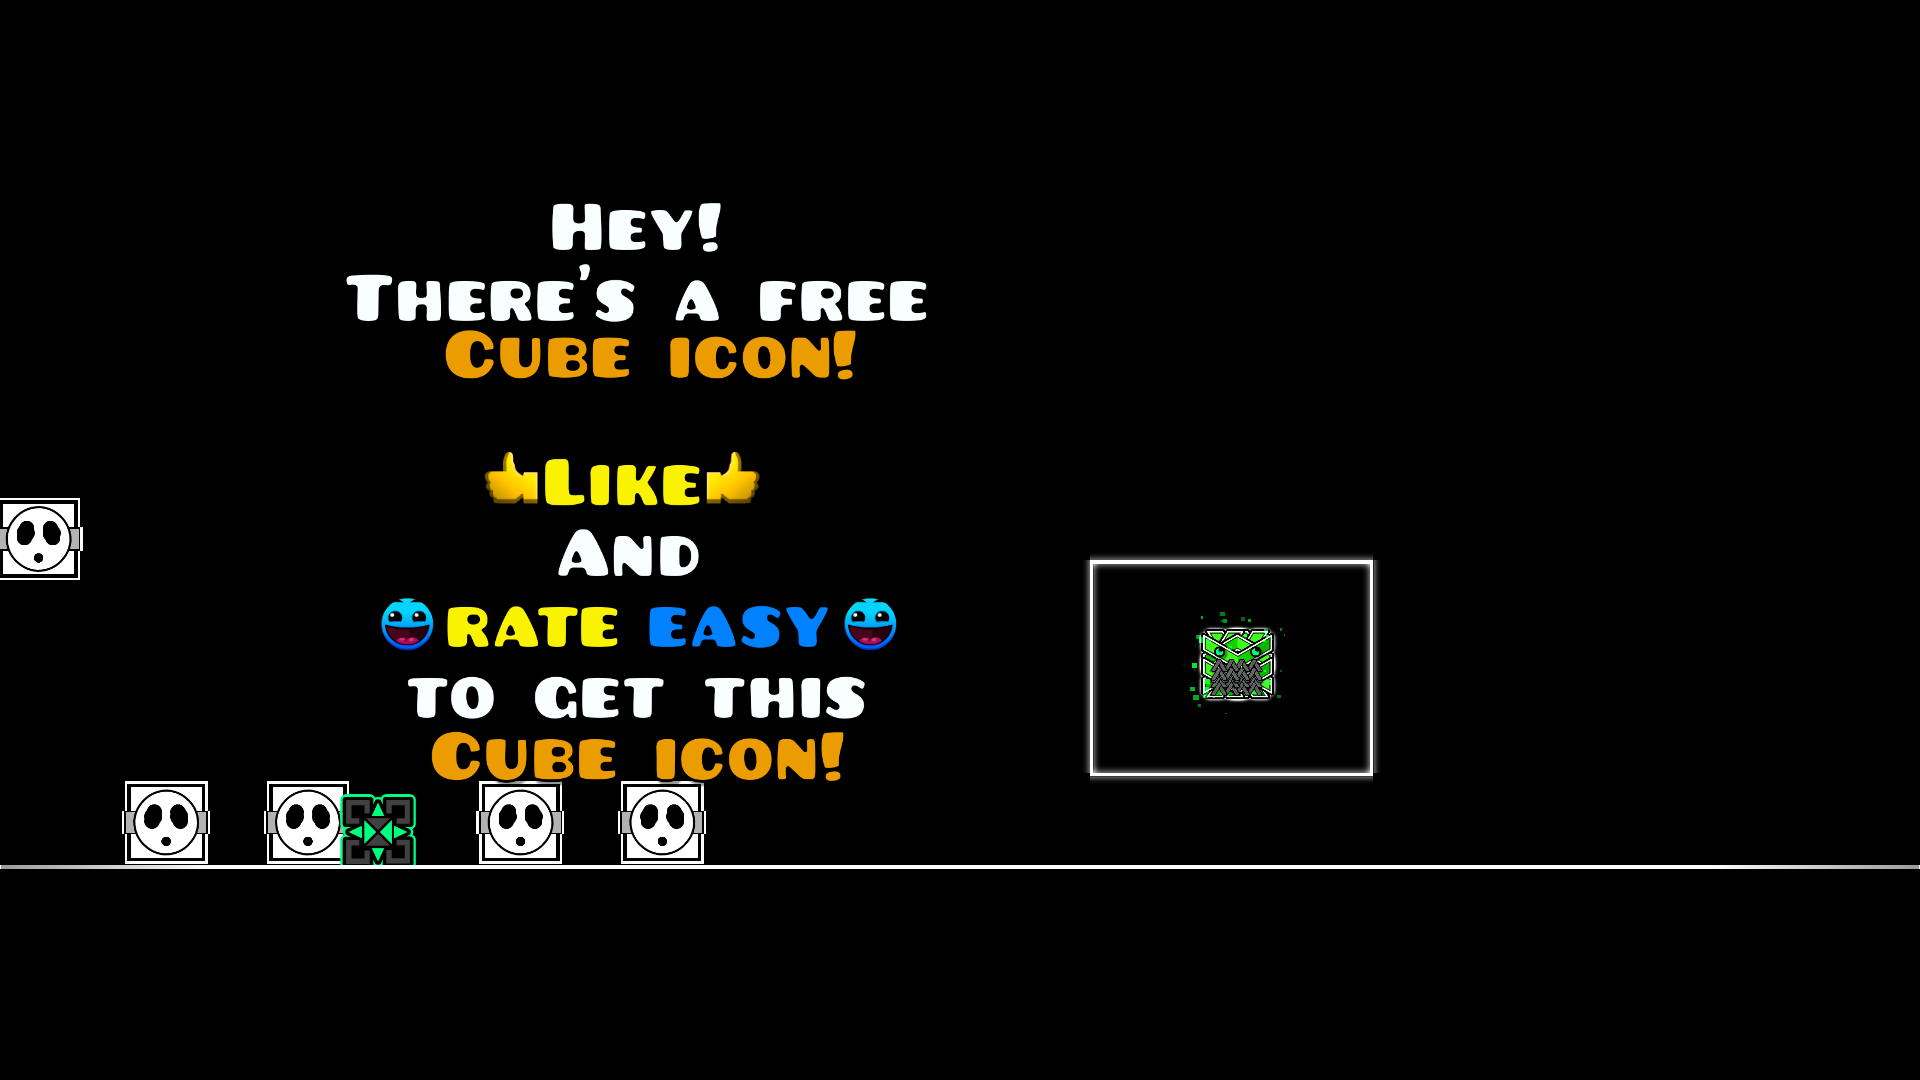 Hey!
There's a free
Cube icon!
Like
And
rate easy
to get this
Cube icon!